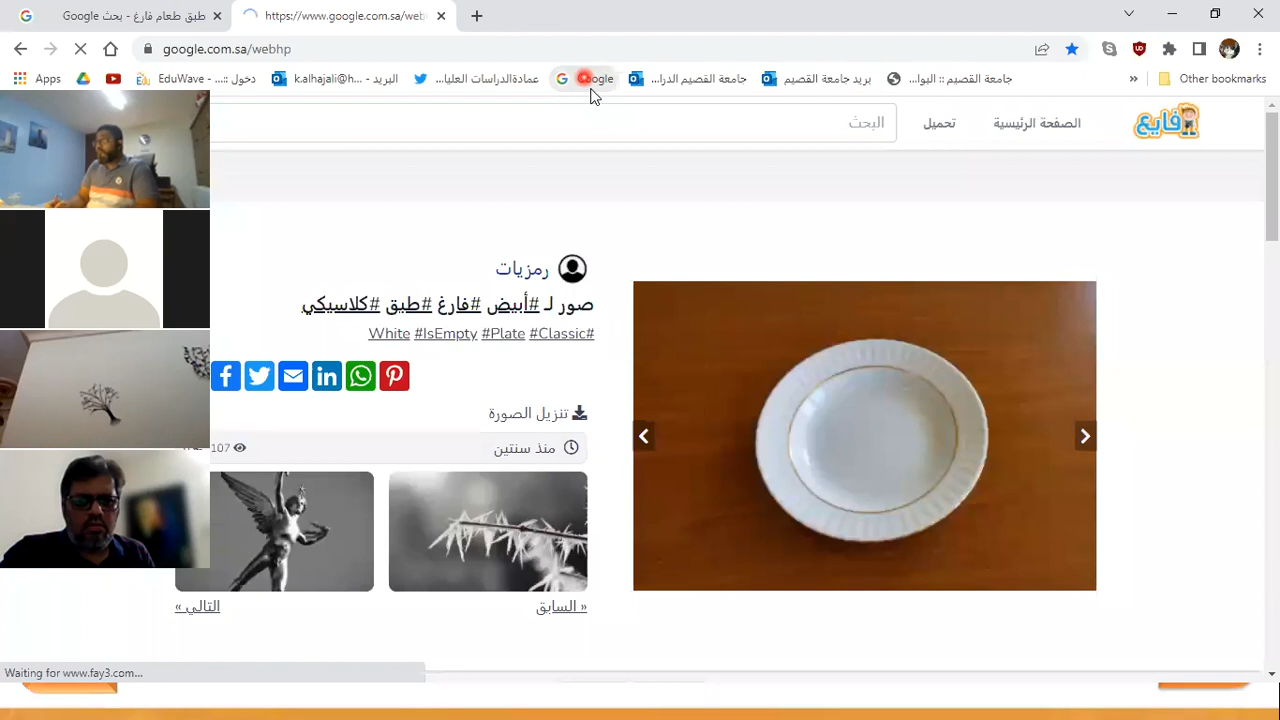 طبق طعام فارغ - بحث Google
https://www.google.com.sa/web
google.com.sa/webhp
Apps
EduWave -:: ... دخول
البريد - k.alhajali@h...
عمادةالدراسات العليا...
Google
جامعة القصيم الدرا...
بريد جامعة القصيم
جامعة القصيم :: البوا...
»
Other bookmarks
فايع
الصفحة الرئيسية
تحميل
البحث
رمزيات
صور لـ #أبيض #فارغ #طبق #كلاسيكي
White #IsEmpty #Plate #Classic#
تنزيل الصورة
منذ سنتين
107
« السابق
التالي »
Waiting for www.fay3.com...